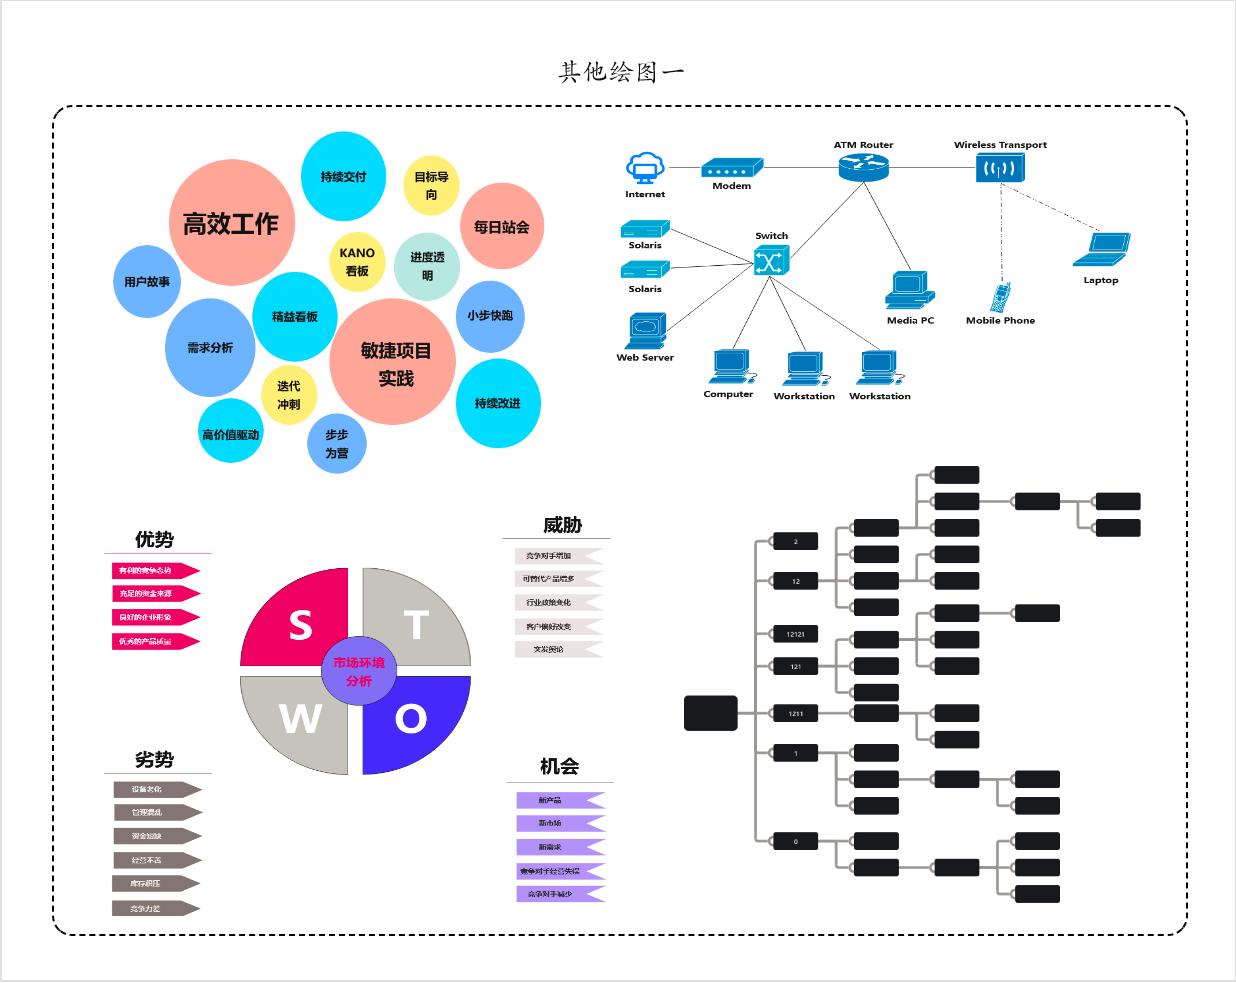 其他绘图一
高效工作
持续交付
目标导
向
每日站会
KANO
看板
进度透
明
用户故事
精益看板
小步快跑
需求分析
敏捷项目
实践
迭代
冲刺
持续改进
高价值驱动
步步
为营
ATM Router
Wireless Transport
Internet
Modem
Solaris
Switch
Solaris
Laptop
Media PC
Mobile Phone
Web Server
Computer
Workstation
Workstation
优势
有利的竞争态势
充足的资金来源
良好的企业形象
优秀的产品质量
威胁
竞争对手增加
可替代产品增多
行业政策变化
客户偏好改变
突发舆论
S
T
市场环境
分析
W
O
劣势
设备老化
管理混乱
资金短缺
经营不善
库存积压
竞争力差
机会
新产品
新市场
新需求
竞争对手经营失误
竞争对手减少
2
12
12121
121
1211
1
0